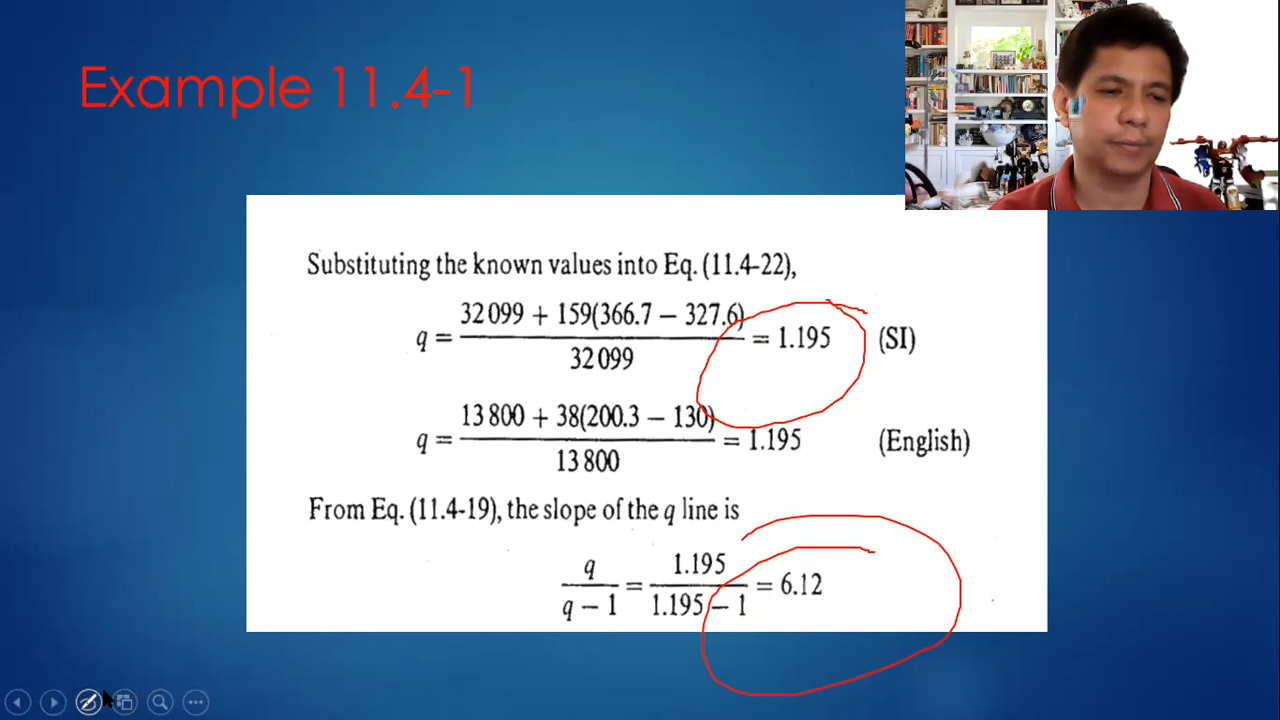 Example 11.4-1
Substituting the known values into Eq. (11.4-22),
q = 32 099 + 159(366.7 − 327.6) / 32 099 = 1.195 (SI)
q = 13 800 + 38(200.3 − 130) / 13 800 = 1.195 (English)
From Eq. (11.4-19), the slope of the q line is
q / q − 1 = 1.195 / 1.195 − 1 = 6.12